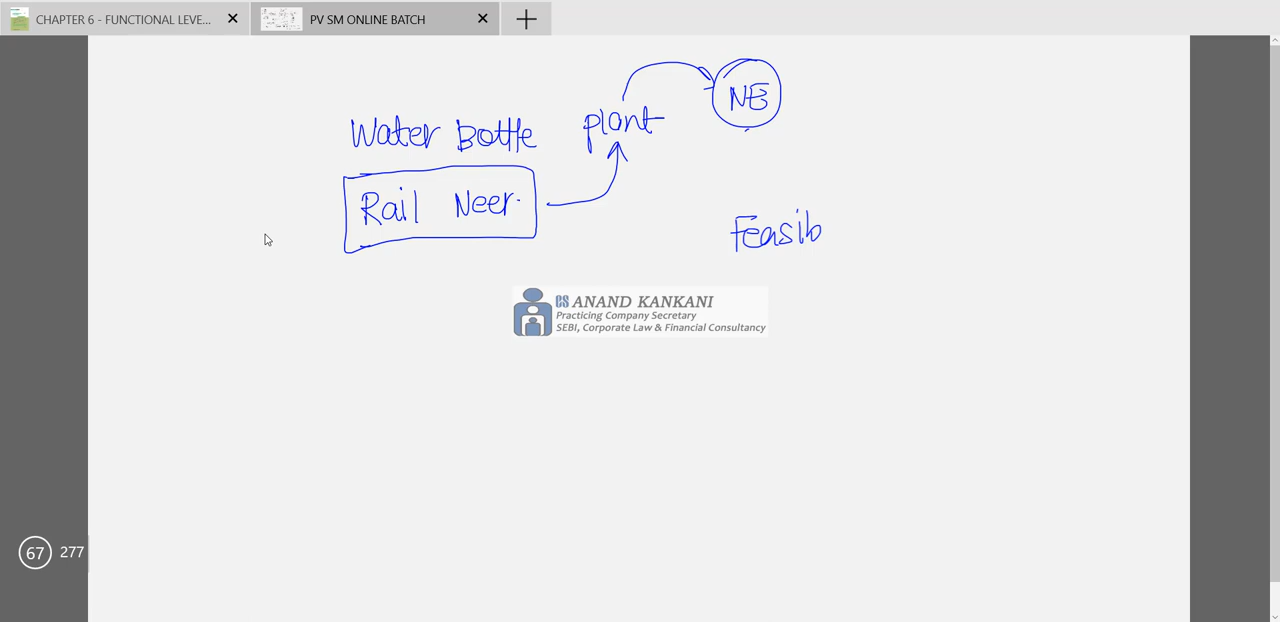 CHAPTER 6 - FUNCTIONAL LEVE...
PV SM ONLINE BATCH
NE
Water Bottle plant
Rail Neer.
Feasib
CS ANAND KANKANI
Practicing Company Secretary
SEBI, Corporate Law & Financial Consultancy
67 277